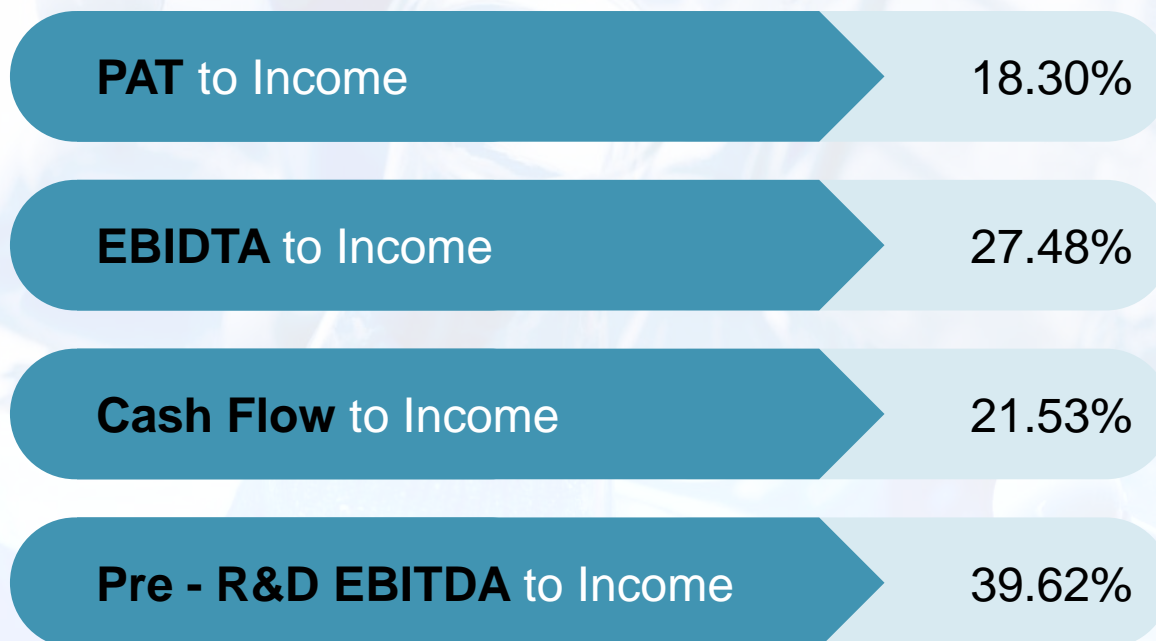 PAT to Income 18.30%
EBIDTA to Income 27.48%
Cash Flow to Income 21.53%
Pre - R&D EBITDA to Income 39.62%